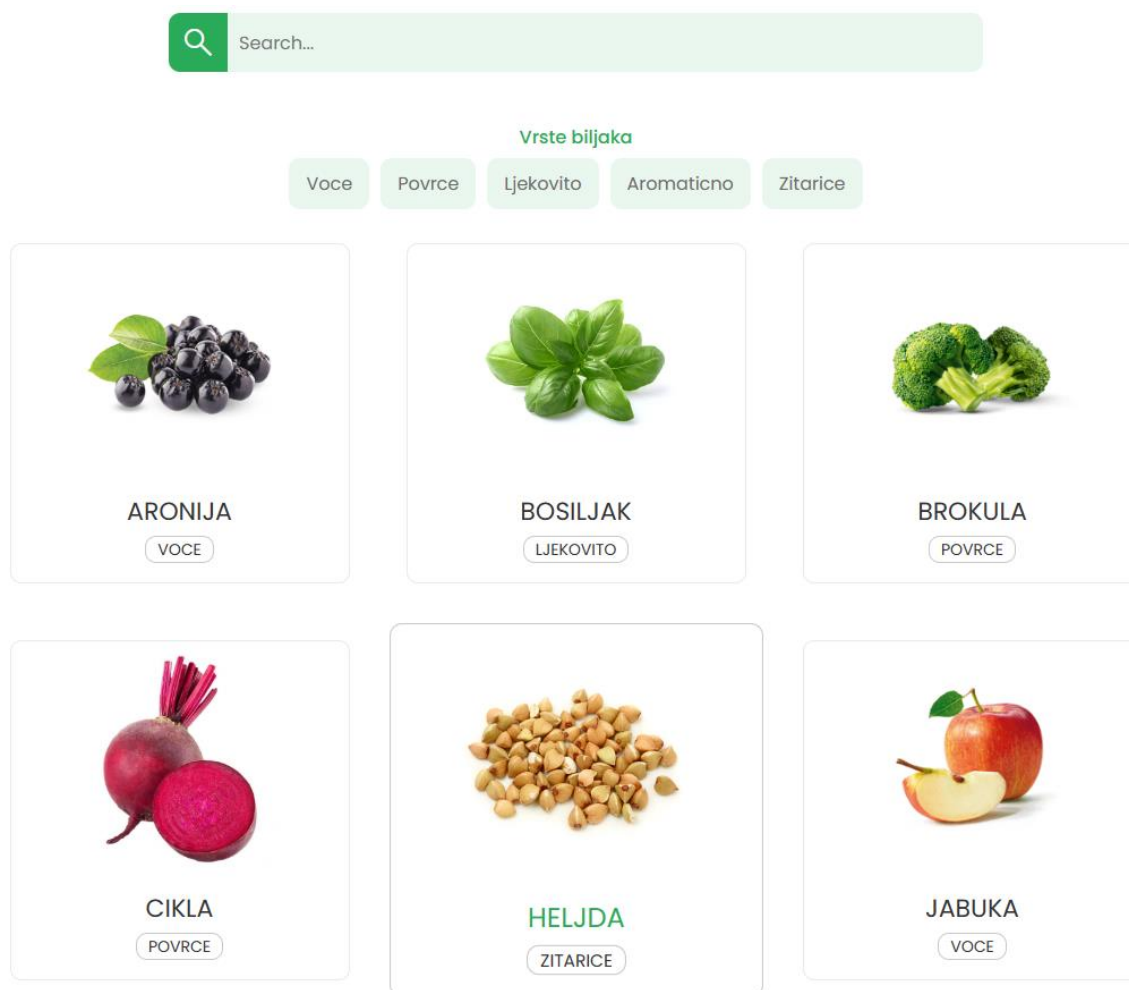 Search...
Vrste biljaka
Voce Povrce Ljekovito Aromaticno Zitarice
ARONIJA BOSILJAK BROKULA
VOCE LJEKOVITO POVRCE
CIKLA HELJDA JABUKA
POVRCE ZITARICE VOCE